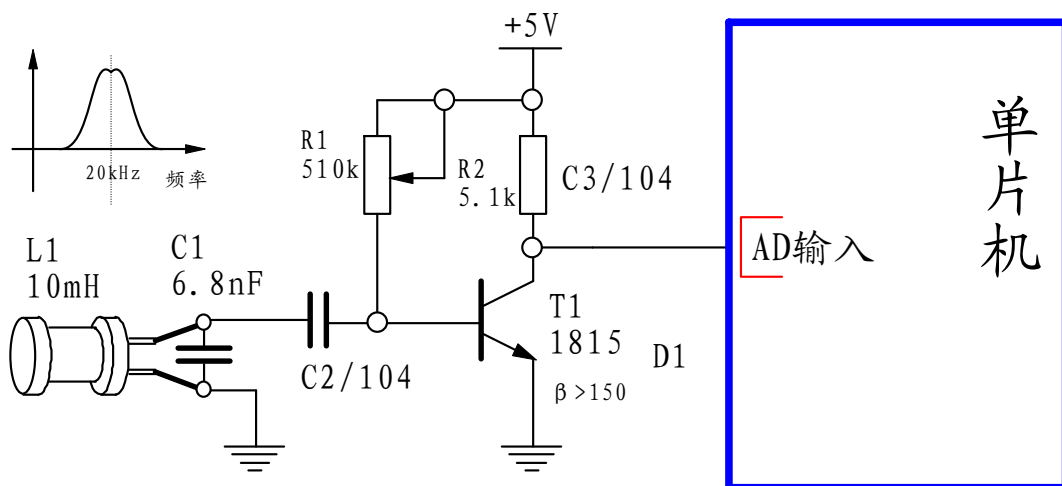 +5V
20kHz
频率
R1
510k
R2
5.1k
C3/104
单片机
AD输入
L1
10mH
C1
6.8nF
C2/104
T1
1815
β>150
D1